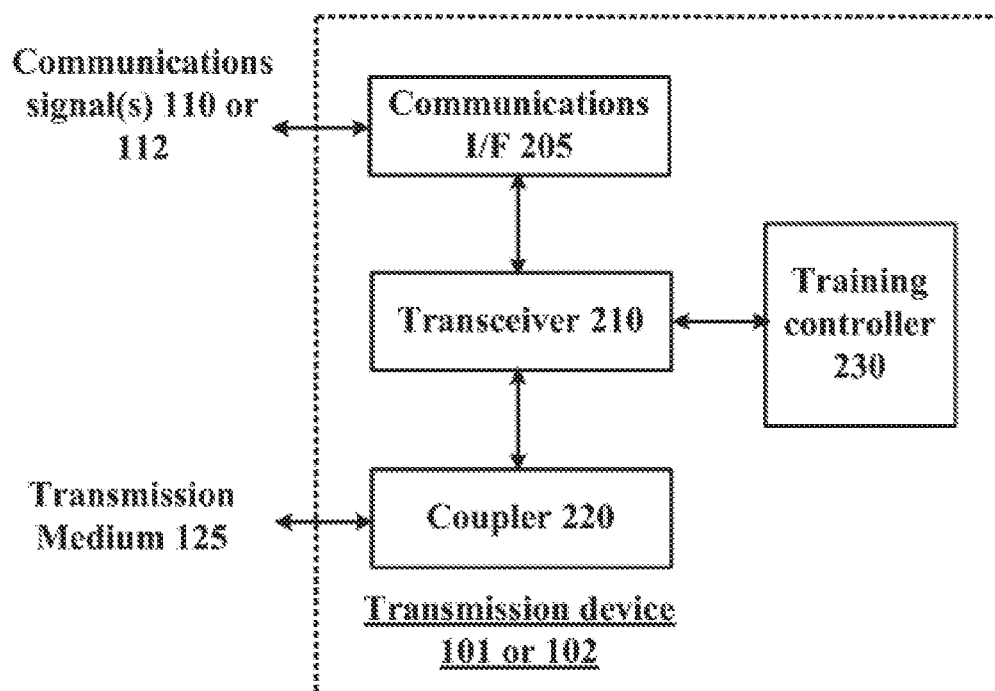 Communications
signal(s) 110 or
112
Communications
I/F 205
Transceiver 210
Training
controller
230
Transmission
Medium 125
Coupler 220
Transmission device
101 or 102